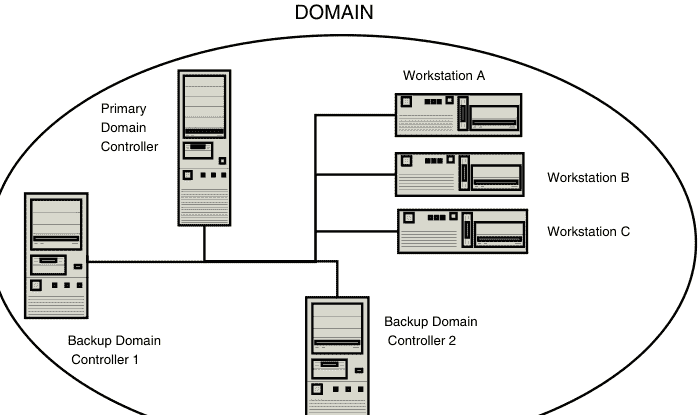 DOMAIN
Workstation A
Primary
Domain
Controller
Workstation B
Workstation C
Backup Domain
Controller 1
Backup Domain
Controller 2